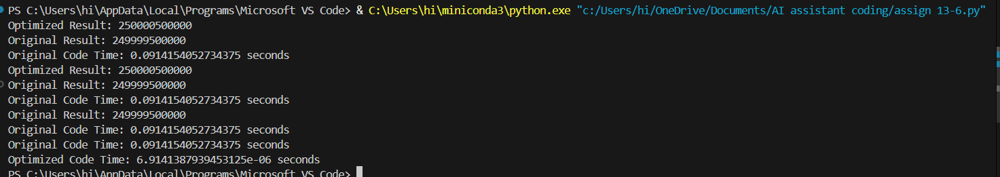 PS C:\Users\hi\AppData\Local\Programs\Microsoft VS Code> & C:\Users\hi\miniconda3\python.exe "c:/Users/hi/OneDrive/Documents/AI assistant coding/assign 13-6.py"
Optimized Result: 250000500000
Original Result: 249999500000
Original Code Time: 0.0914154052734375 seconds
Optimized Result: 250000500000
Original Result: 249999500000
Original Code Time: 0.0914154052734375 seconds
Original Result: 249999500000
Original Code Time: 0.0914154052734375 seconds
Original Code Time: 0.0914154052734375 seconds
Optimized Code Time: 6.9141387939453125e-06 seconds
PS C:\Users\hi\AppData\Local\Programs\Microsoft VS Code>